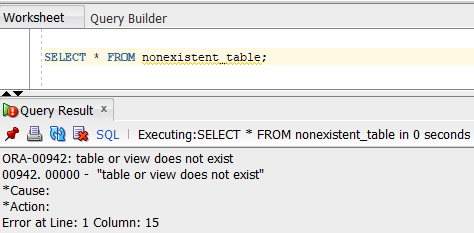 Worksheet Query Builder
SELECT * FROM nonexistent_table;
Query Result x
SQL | Executing:SELECT * FROM nonexistent_table in 0 seconds
ORA-00942: table or view does not exist
00942. 00000 - "table or view does not exist"
*Cause:
*Action:
Error at Line: 1 Column: 15